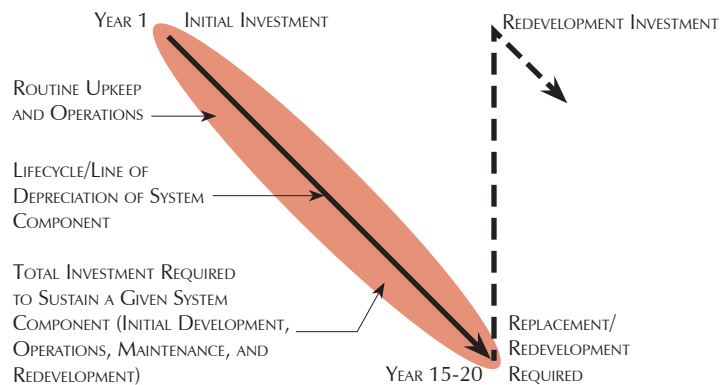 Year 1 Initial Investment
Redevelopment Investment
Routine Upkeep
and Operations
Lifecycle/Line of
Depreciation of System
Component
Total Investment Required
to Sustain a Given System
Component (Initial Development,
Operations, Maintenance, and
Redevelopment)
Year 15-20
Replacement/
Redevelopment
Required